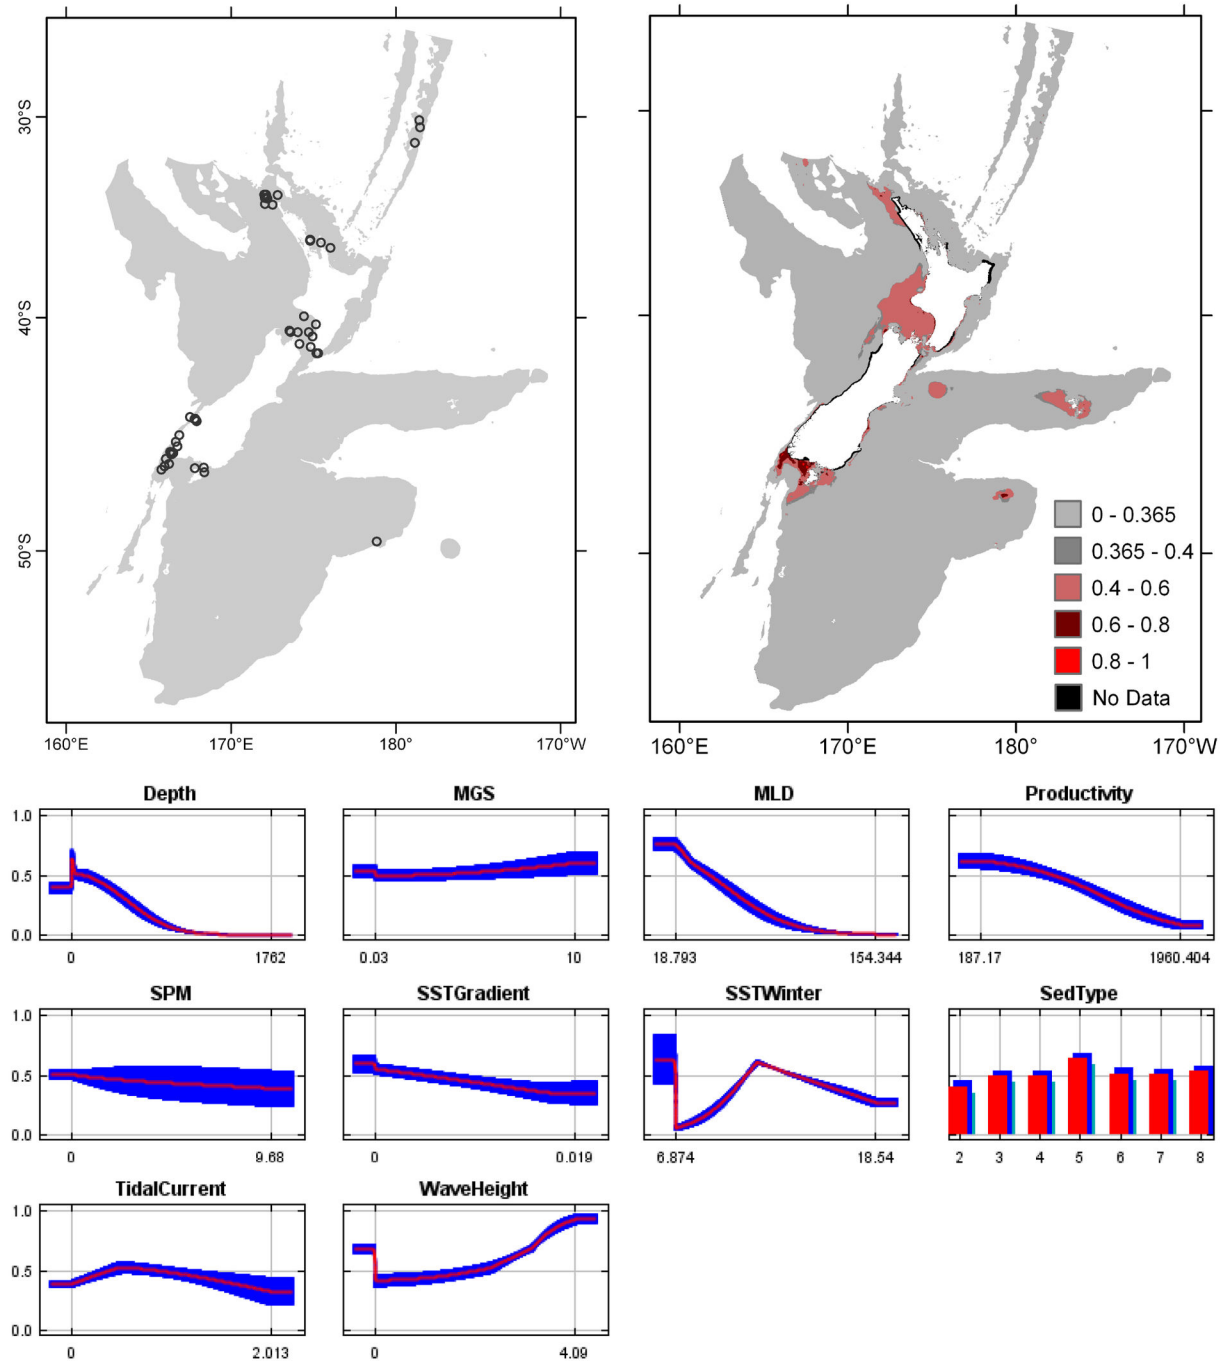 30°S
40°S
50°S
160°E 170°E 180° 170°W
0 - 0.365
0.365 - 0.4
0.4 - 0.6
0.6 - 0.8
0.8 - 1
No Data
160°E 170°E 180° 170°W
Depth MGS MLD Productivity
1.0
0.5
0.0
0 1762 0.03 10 18.793 154.344 187.17 1960.404
SPM SSTGradient SSTWinter SedType
1.0
0.5
0.0
0 9.68 0 0.019 6.874 18.54 2 3 4 5 6 7 8
TidalCurrent WaveHeight
1.0
0.5
0.0
0 2.013 0 4.09